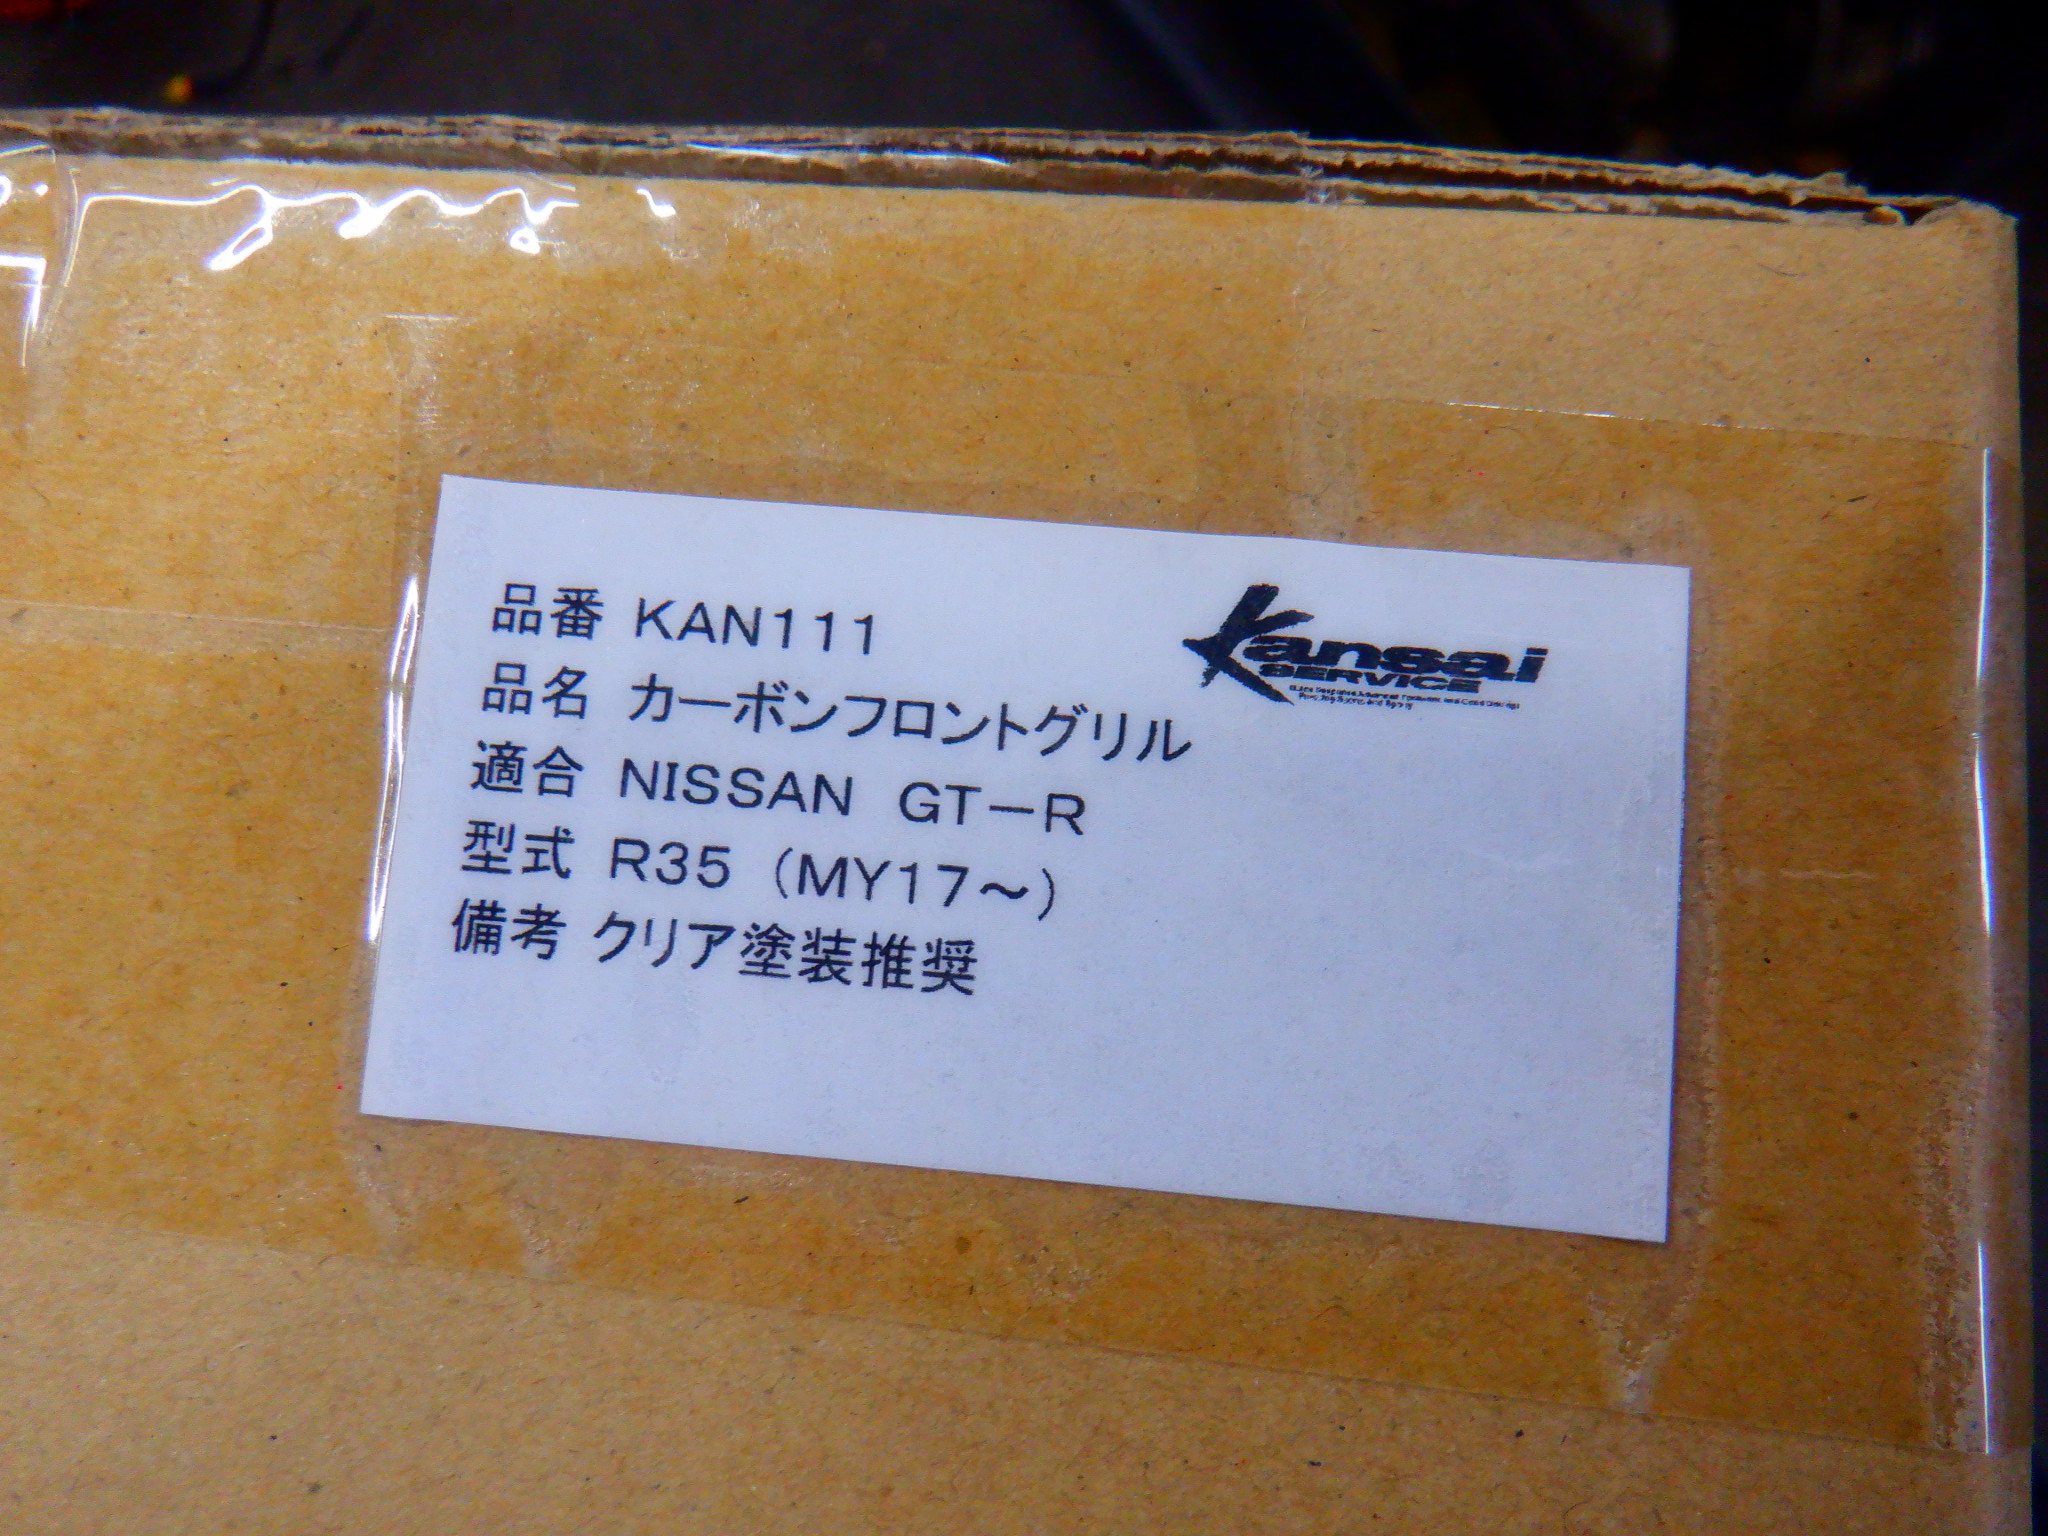 品番 KAN111
Kansai
SERVICE
品名 カーボンフロントグリル
適合 NISSAN GT－R
型式 R35（MY17～）
備考 クリア塗装推奨